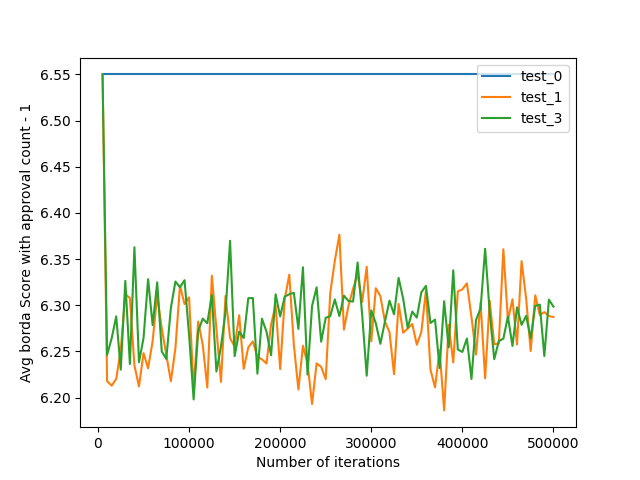 6.55
6.50
6.45
6.40
6.35
6.30
6.25
6.20
Avg borda Score with approval count - 1
0
100000
200000
300000
400000
500000
Number of iterations
test_0
test_1
test_3